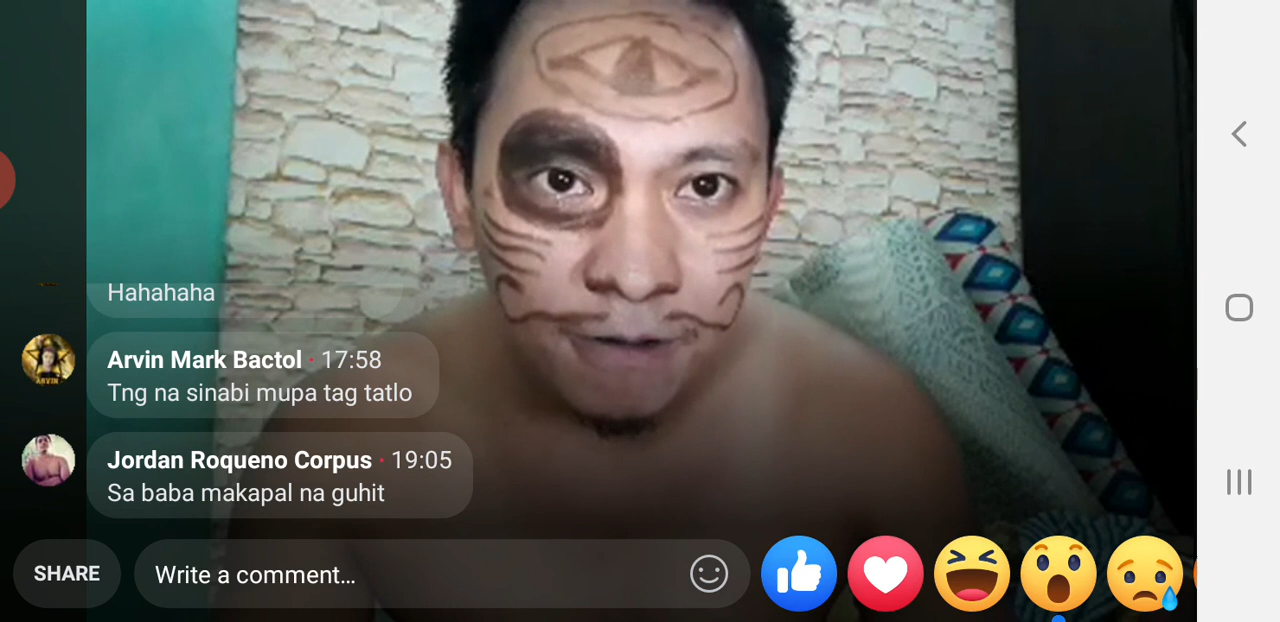 Hahahaha
Arvin Mark Bactol · 17:58
Tng na sinabi mupa tag tatlo
Jordan Roqueno Corpus · 19:05
Sa baba makapal na guhit
SHARE
Write a comment...
ARVIN